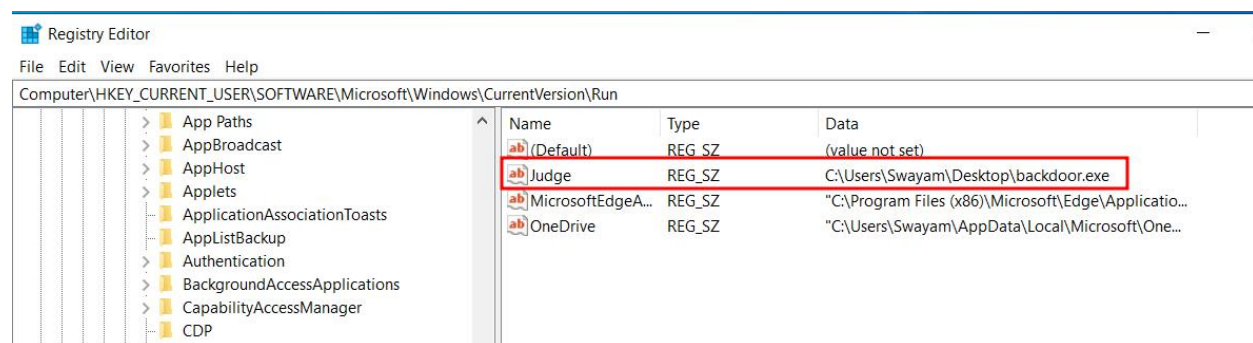 Registry Editor
File Edit View Favorites Help
Computer\HKEY_CURRENT_USER\SOFTWARE\Microsoft\Windows\CurrentVersion\Run
App Paths
AppBroadcast
AppHost
Applets
ApplicationAssociationToasts
AppListBackup
Authentication
BackgroundAccessApplications
CapabilityAccessManager
CDP
Name Type Data
(Default) REG_SZ (value not set)
Judge REG_SZ C:\Users\Swayam\Desktop\backdoor.exe
MicrosoftEdgeA... REG_SZ "C:\Program Files (x86)\Microsoft\Edge\Applicatio...
OneDrive REG_SZ "C:\Users\Swayam\AppData\Local\Microsoft\One...